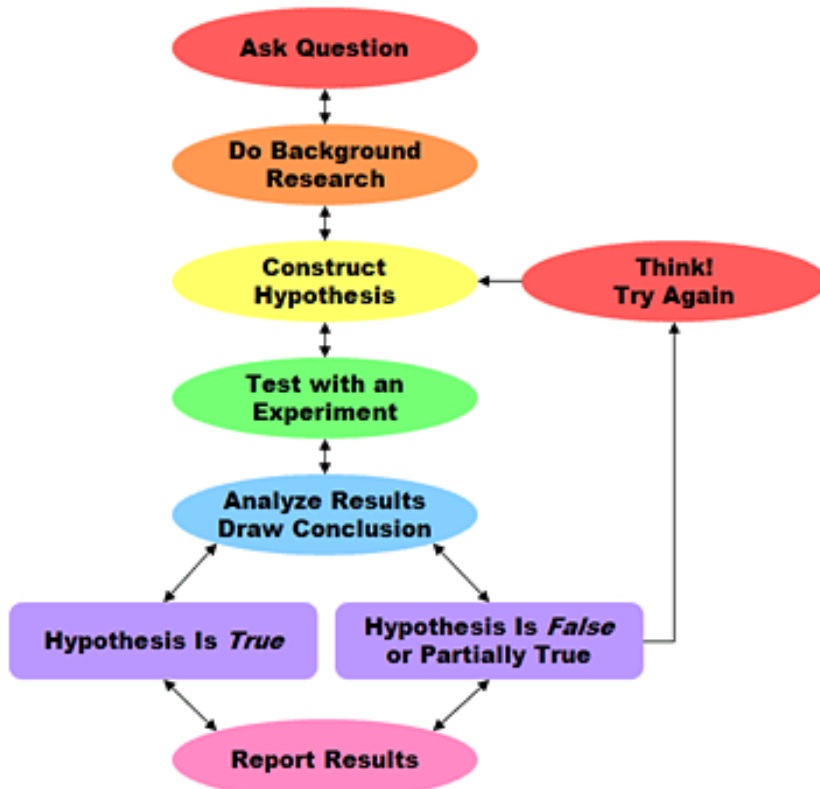 Ask Question
Do Background
Research
Construct
Hypothesis
Think!
Try Again
Test with an
Experiment
Analyze Results
Draw Conclusion
Hypothesis Is True
Hypothesis Is False
or Partially True
Report Results